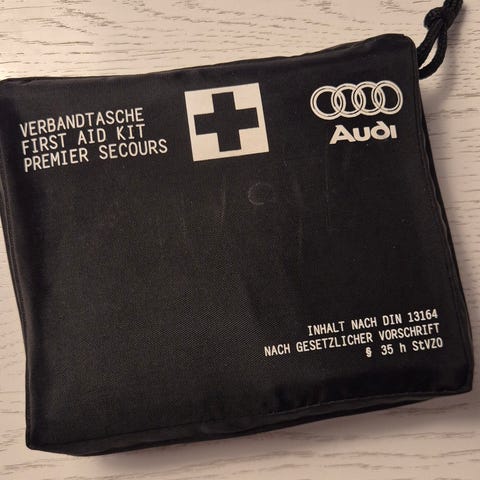 VERBANDTASCHE
FIRST AID KIT
PREMIER SECOURS
Audi
INHALT NACH DIN 13164
NACH GESETZLICHER VORSCHRIFT
§ 35 h StVZO